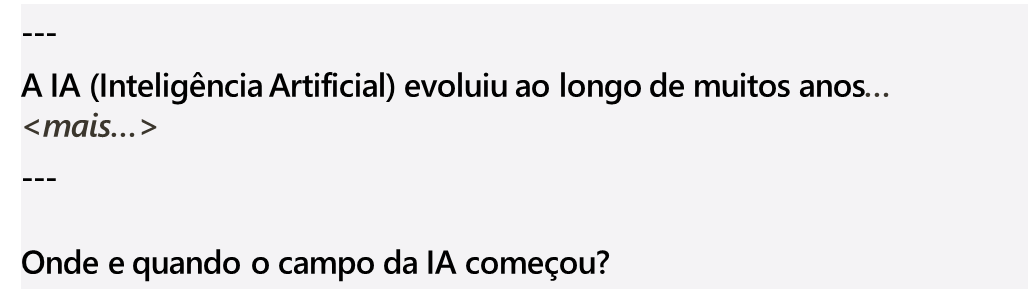 ---
A IA (Inteligência Artificial) evoluiu ao longo de muitos anos…
<mais…>
---
Onde e quando o campo da IA começou?